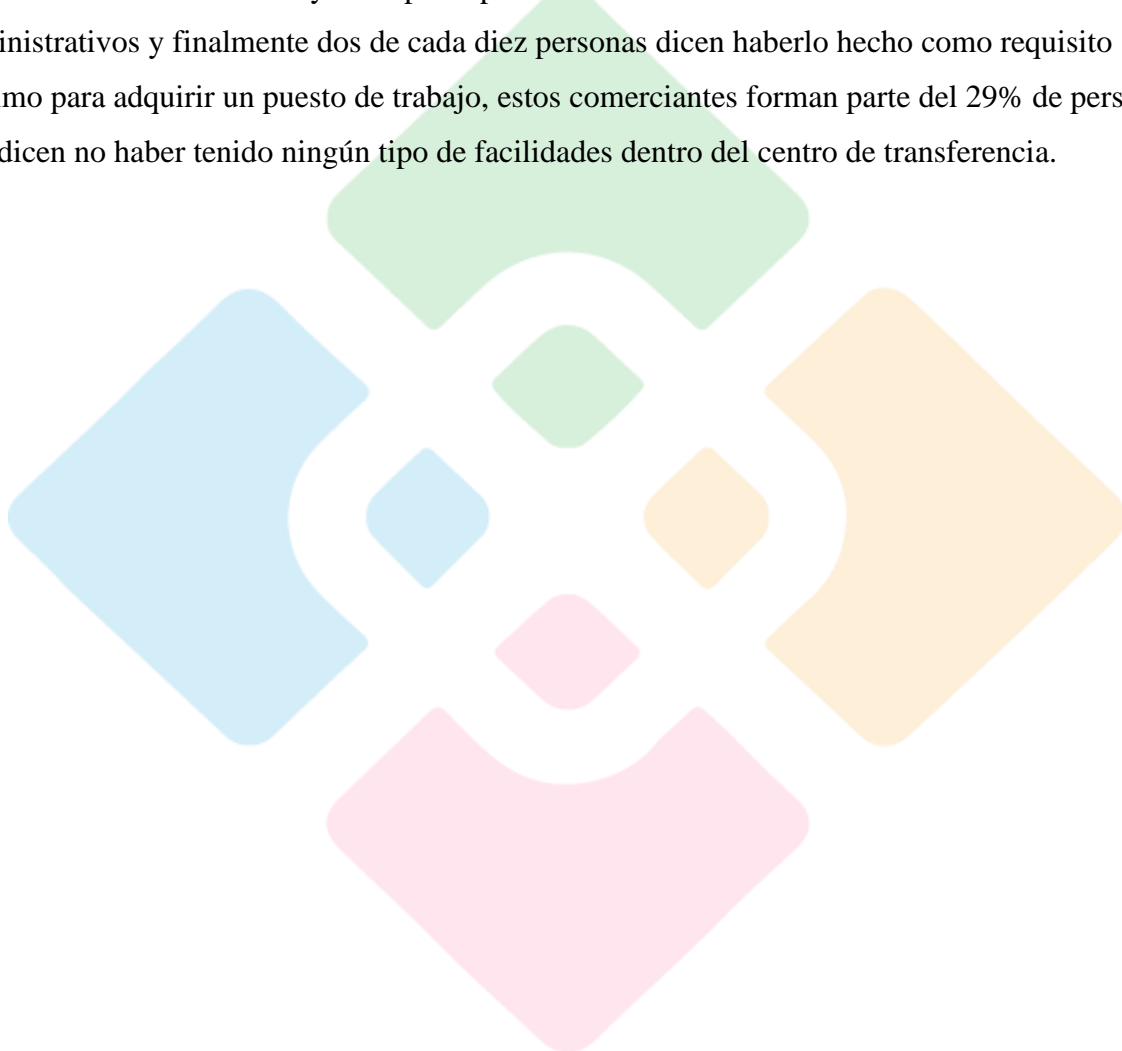 inistrativos y finalmente dos de cada diez personas dicen haberlo hecho como requisito
imo para adquirir un puesto de trabajo, estos comerciantes forman parte del 29% de pers
dicen no haber tenido ningún tipo de facilidades dentro del centro de transferencia.